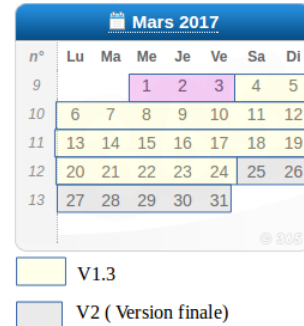 Mars 2017
n° Lu Ma Me Je Ve Sa Di
9 1 2 3 4 5
10 6 7 8 9 10 11 12
11 13 14 15 16 17 18 19
12 20 21 22 23 24 25 26
13 27 28 29 30 31
© 365
V1.3
V2 ( Version finale)